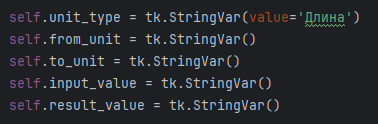 self.unit_type = tk.StringVar(value='Длина')
self.from_unit = tk.StringVar()
self.to_unit = tk.StringVar()
self.input_value = tk.StringVar()
self.result_value = tk.StringVar()